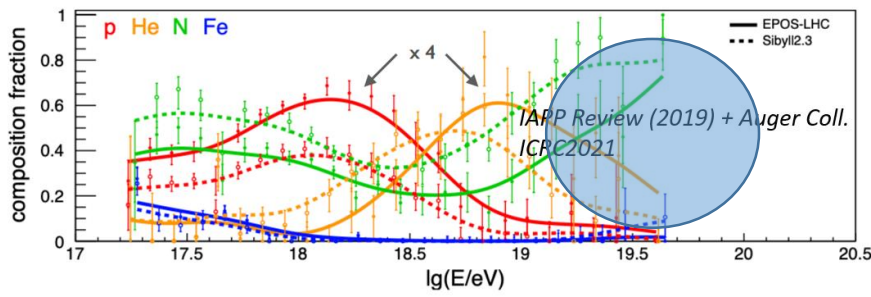 p He N Fe
EPOS-LHC
Sibyll2.3
x 4
IAPP Review (2019) + Auger Coll.
ICRC2021
composition fraction
1
0.8
0.6
0.4
0.2
0
17
17.5
18
18.5
19
19.5
20
20.5
lg(E/eV)